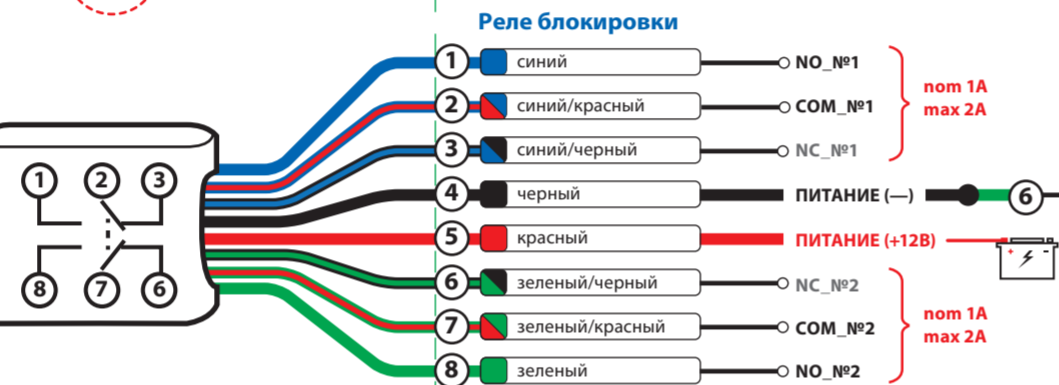 Реле блокировки
1 синий NO_№1
2 синий/красный COM_№1
nom 1A
max 2A
3 синий/черный NC_№1
4 черный ПИТАНИЕ (—) 6
5 красный ПИТАНИЕ (+12В)
+ -
6 зеленый/черный NC_№2
7 зеленый/красный COM_№2
nom 1A
max 2A
8 зеленый NO_№2
1 2 3
8 7 6